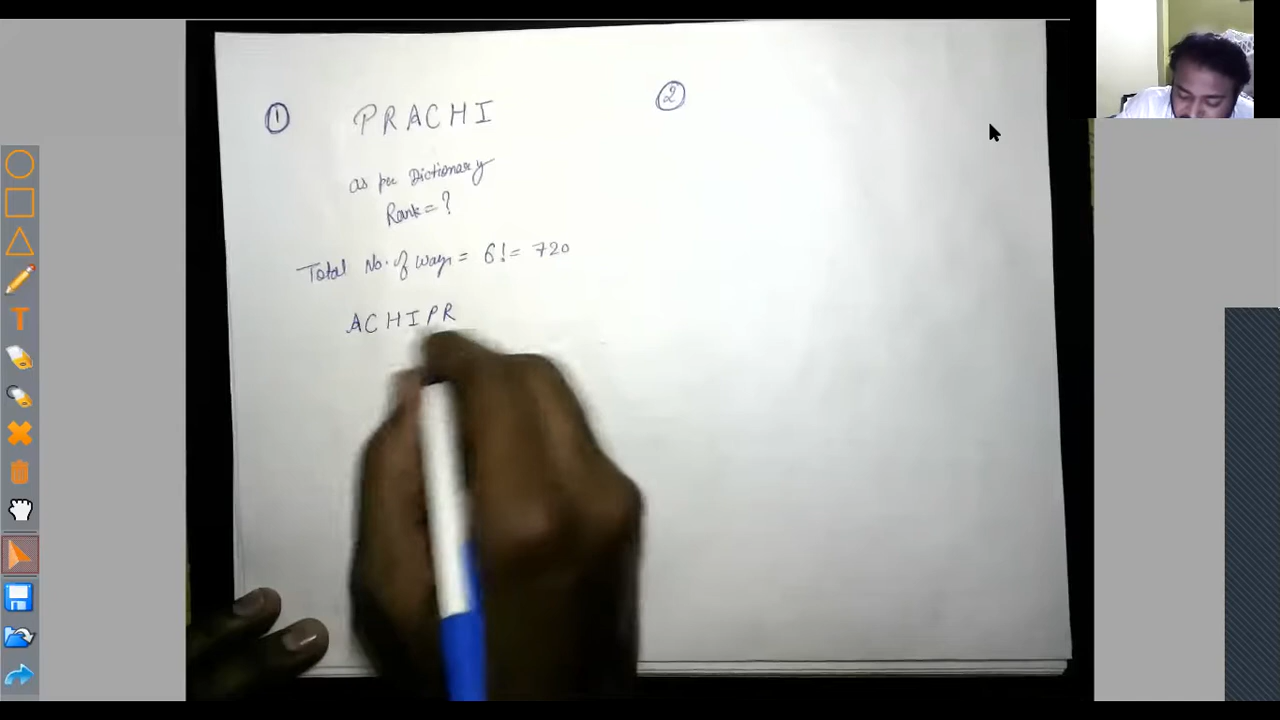 ① PRACHI
as per Dictionary
Rank = ?
Total No. of ways = 6! = 720
ACHIPR
②